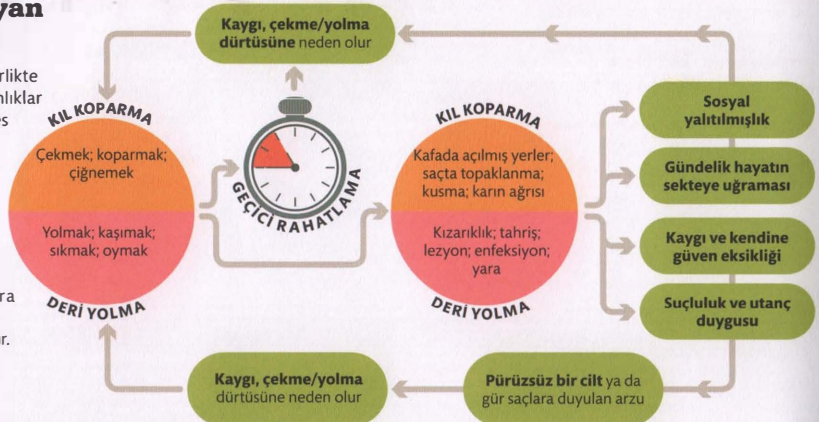 yan
rlikte
nlıklar
es
ra
Kaygı, çekme/yolma
dürtüsüne neden olur
KIL KOPARMA
Çekmek; koparmak;
çiğnemek
Yolmak; kaşımak;
sıkmak; oymak
DERİ YOLMA
GEÇİCİ RAHATLAMA
KIL KOPARMA
Kafada açılmış yerler;
saçta topaklanma;
kusma; karın ağrısı
Kızarıklık; tahriş;
lezyon; enfeksiyon;
yara
DERİ YOLMA
Sosyal
yalıtılmışlık
Gündelik hayatın
sekteye uğraması
Kaygı ve kendine
güven eksikliği
Suçluluk ve utanç
duygusu
Pürüzsüz bir cilt ya da
gür saçlara duyulan arzu
Kaygı, çekme/yolma
dürtüsüne neden olur